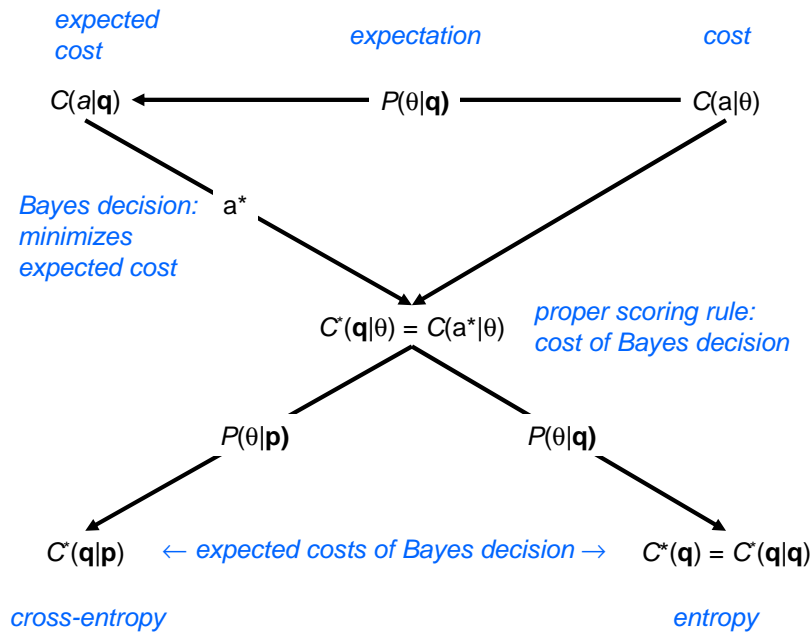 expected
cost
expectation
cost
C(a|q)
P(θ|q)
C(a|θ)
Bayes decision:
minimizes
expected cost
a*
C*(q|θ) = C(a*|θ)
proper scoring rule:
cost of Bayes decision
P(θ|p)
P(θ|q)
C*(q|p)
← expected costs of Bayes decision →
C*(q) = C*(q|q)
cross-entropy
entropy